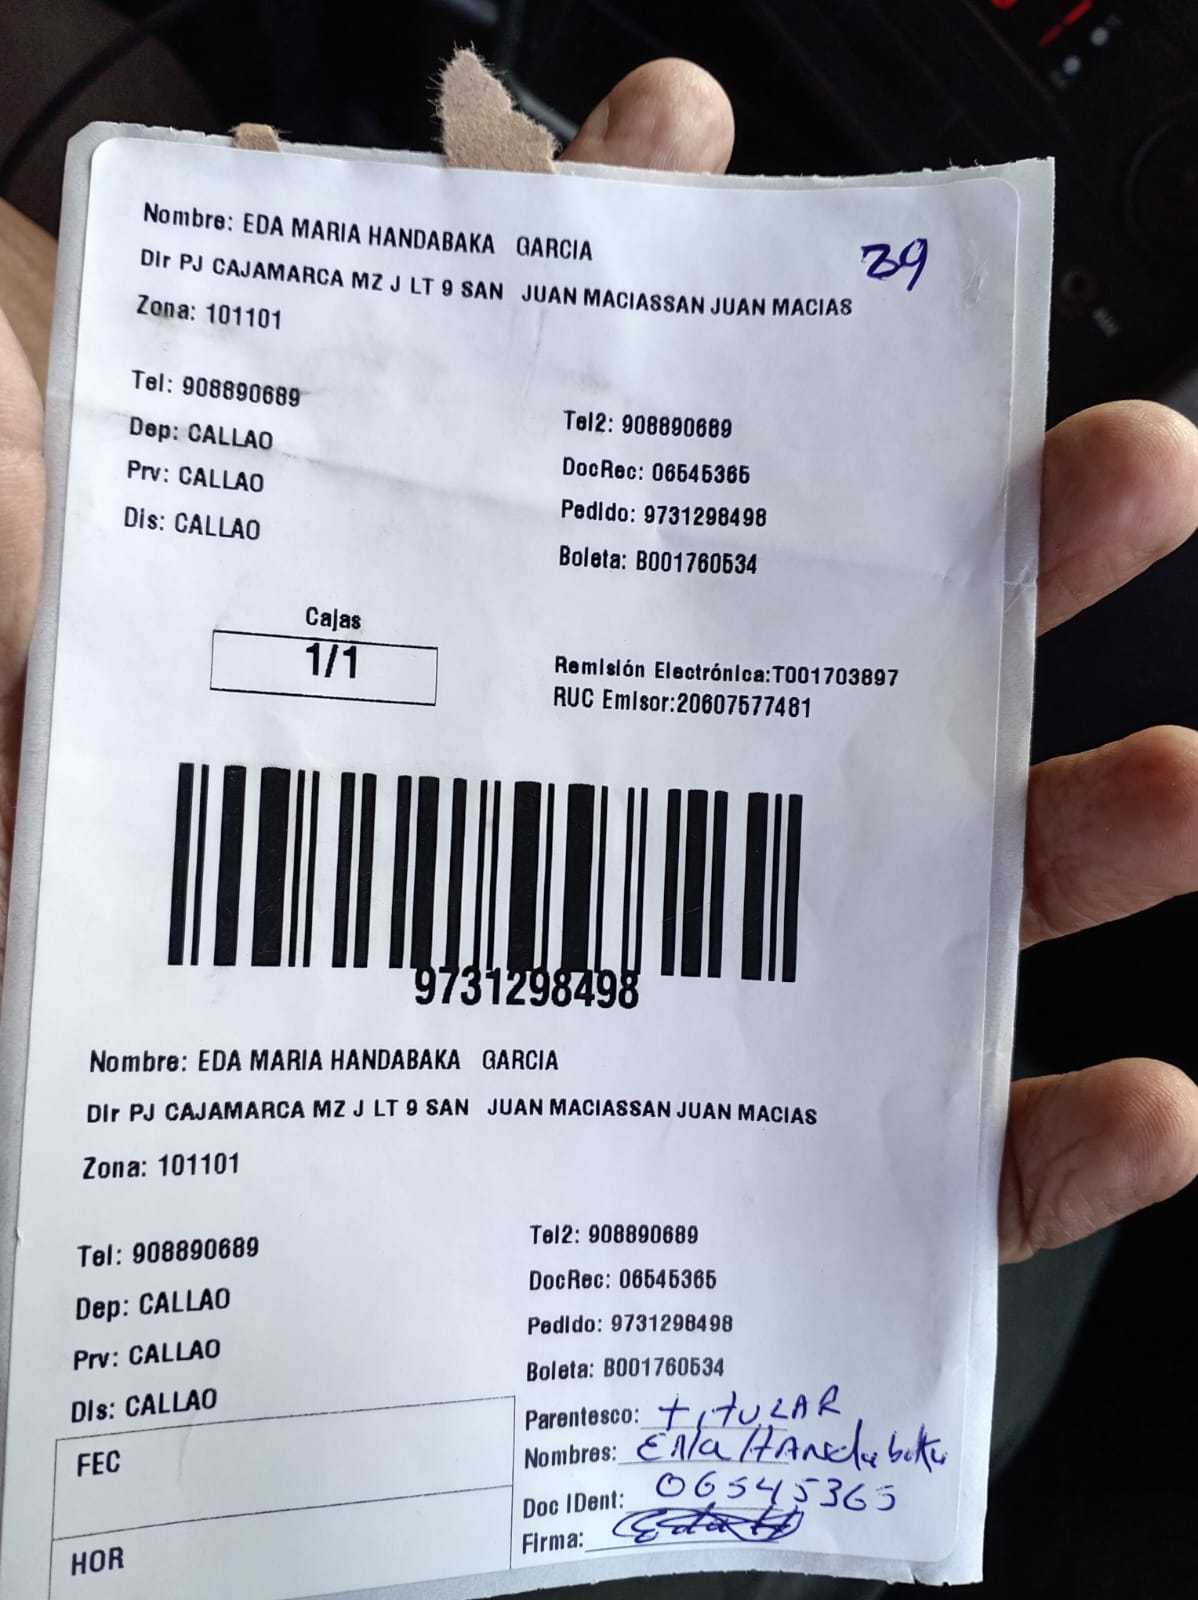 Nombre: EDA MARIA HANDABAKA GARCIA
39
Dir PJ CAJAMARCA MZ J LT 9 SAN JUAN MACIASSAN JUAN MACIAS
Zona: 101101
Tel: 908890689
Tel2: 908890689
Dep: CALLAO
DocRec: 06545365
Prv: CALLAO
Pedido: 9731298498
Dis: CALLAO
Boleta: B001760534
Cajas
1/1
Remisión Electrónica:T001703897
RUC Emisor:20607577481
9731298498
Nombre: EDA MARIA HANDABAKA GARCIA
Dir PJ CAJAMARCA MZ J LT 9 SAN JUAN MACIASSAN JUAN MACIAS
Zona: 101101
Tel: 908890689
Tel2: 908890689
Dep: CALLAO
DocRec: 06545365
Prv: CALLAO
Pedido: 9731298498
Dis: CALLAO
Boleta: B001760534
Parentesco: TITULAR
FEC
Nombres: Handabaka
Doc IDent: 06545365
HOR
Firma: